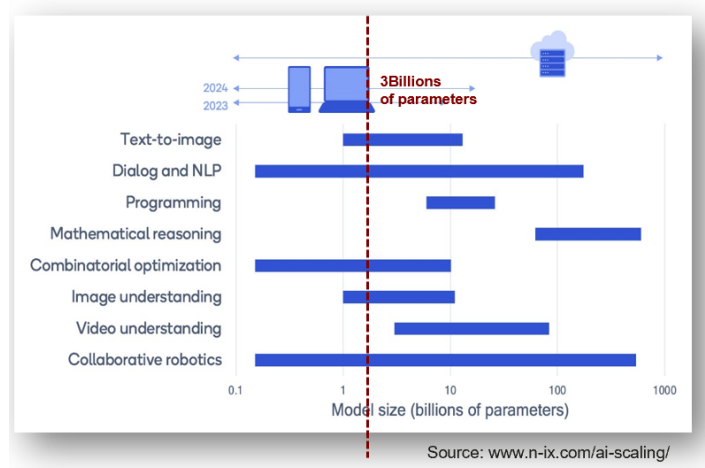 3Billions
2024
of parameters
2023
Text-to-image
Dialog and NLP
Programming
Mathematical reasoning
Combinatorial optimization
Image understanding
Video understanding
Collaborative robotics
0.1 1 10 100 1000
Model size (billions of parameters)
Source: www.n-ix.com/ai-scaling/